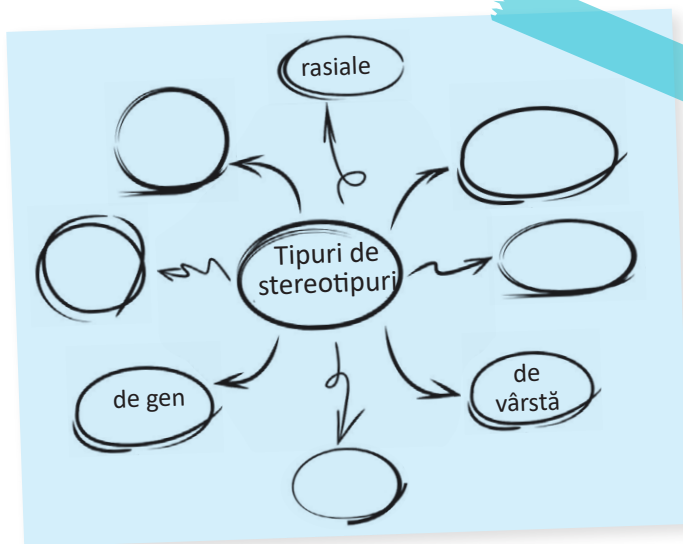 rasiale
Tipuri de
stereotipuri
de gen
de
vârstă